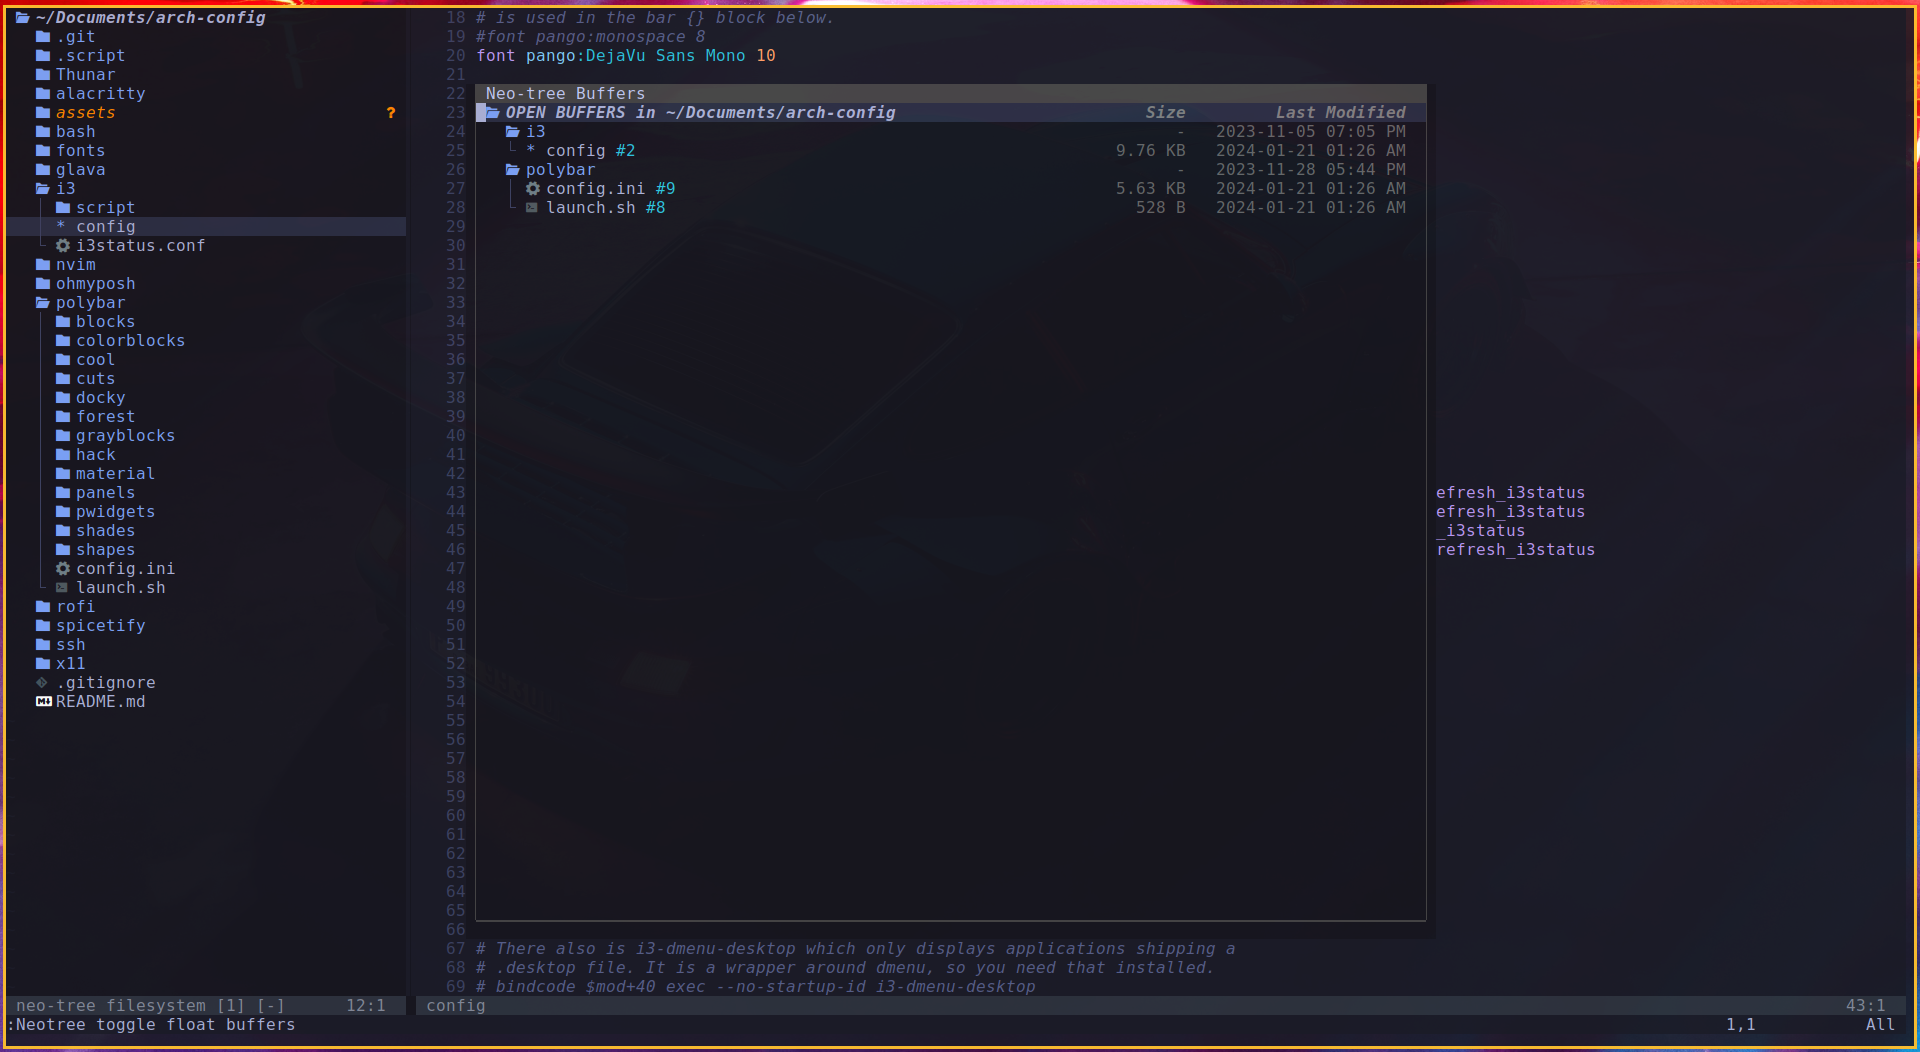 ~/Documents/arch-config
.git
.script
Thunar
alacritty
assets ?
bash
fonts
glava
i3
script
* config
i3status.conf
nvim
ohmyposh
polybar
blocks
colorblocks
cool
cuts
docky
forest
grayblocks
hack
material
panels
pwidgets
shades
shapes
config.ini
launch.sh
rofi
spicetify
ssh
x11
.gitignore
README.md
neo-tree filesystem [1] [-] 12:1
18 # is used in the bar {} block below.
19 #font pango:monospace 8
20 font pango:DejaVu Sans Mono 10
21
22 Neo-tree Buffers
23 OPEN BUFFERS in ~/Documents/arch-config Size Last Modified
24 i3 - 2023-11-05 07:05 PM
25 * config #2 9.76 KB 2024-01-21 01:26 AM
26 polybar - 2023-11-28 05:44 PM
27 config.ini #9 5.63 KB 2024-01-21 01:26 AM
28 launch.sh #8 528 B 2024-01-21 01:26 AM
29
30
31
32
33
34
35
36
37
38
39
40
41
42
43 efresh_i3status
44 efresh_i3status
45 _i3status
46 refresh_i3status
47
48
49
50
51
52
53
54
55
56
57
58
59
60
61
62
63
64
65
66
67 # There also is i3-dmenu-desktop which only displays applications shipping a
68 # .desktop file. It is a wrapper around dmenu, so you need that installed.
69 # bindcode $mod+40 exec --no-startup-id i3-dmenu-desktop
config 43:1
:Neotree toggle float buffers 1,1 All